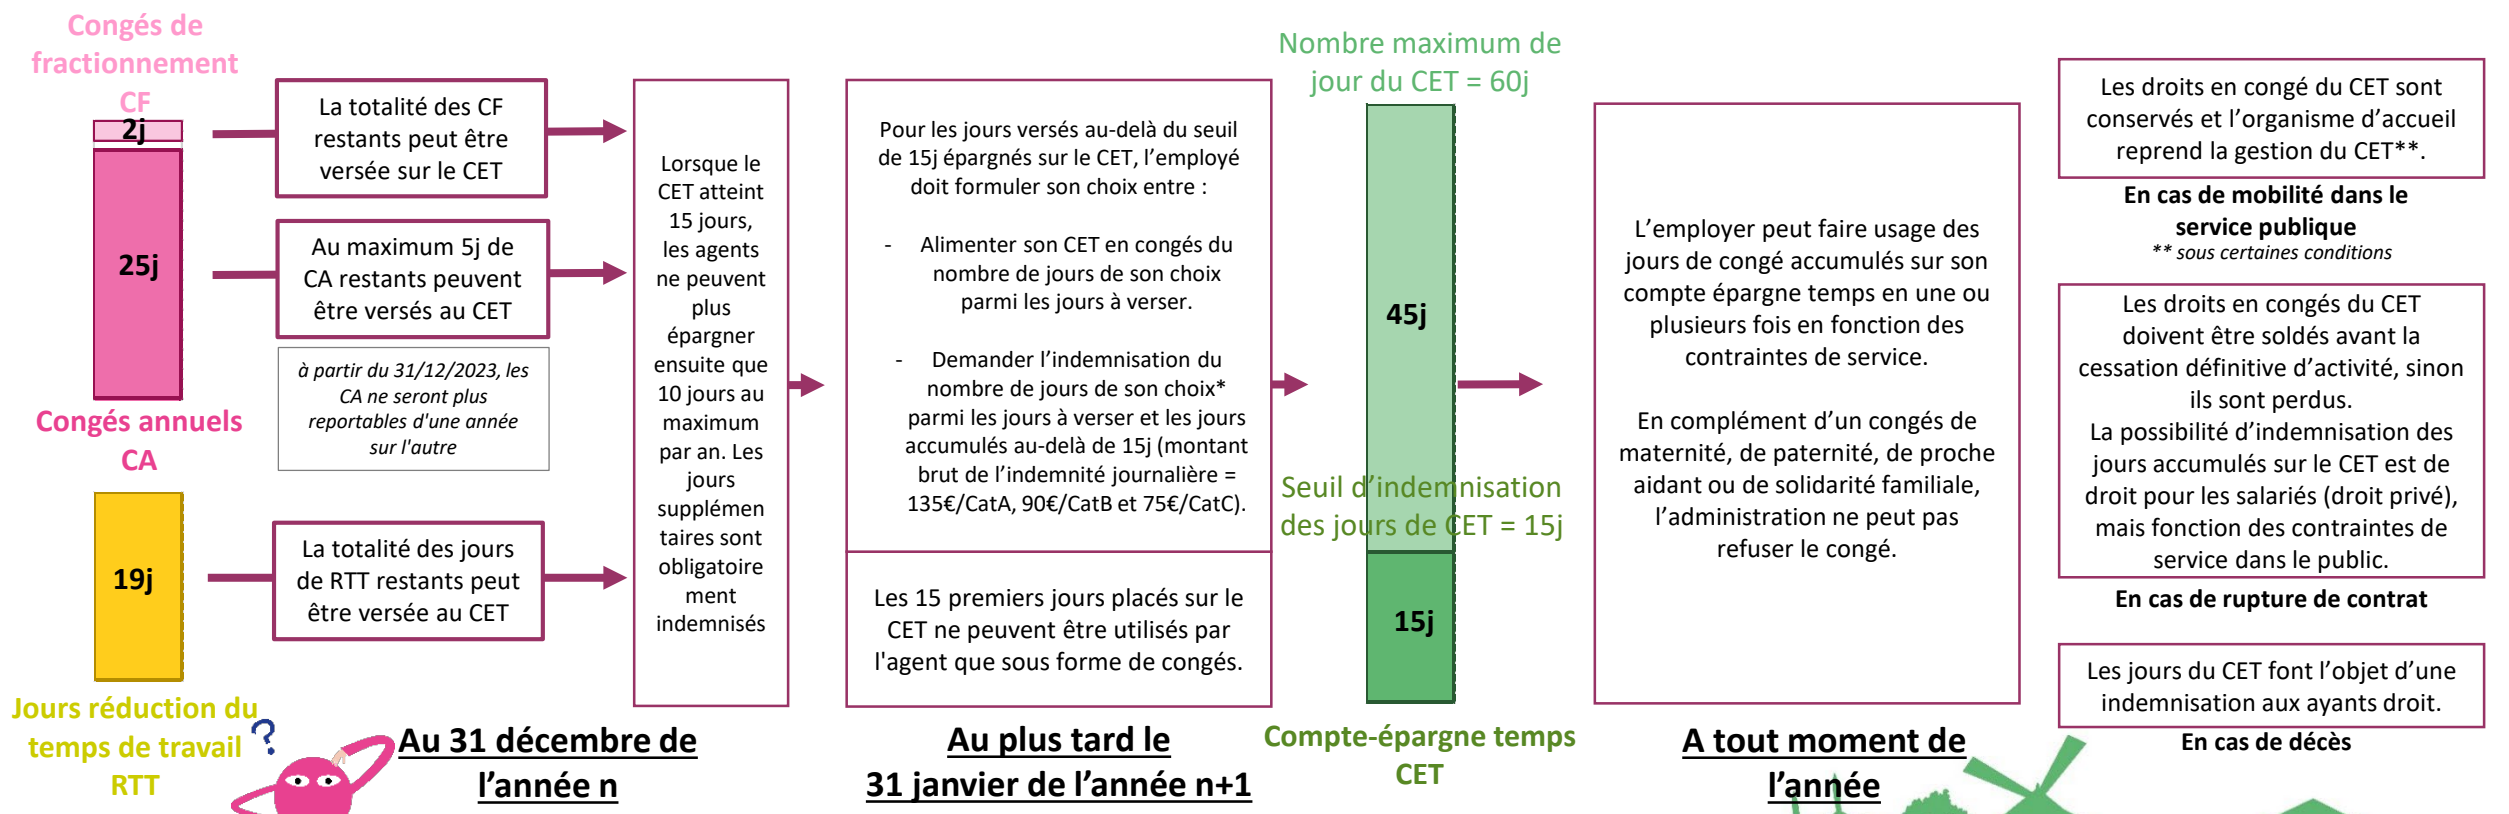 Congés de
fractionnement
CF
2j
25j
Congés annuels
CA
19j
Jours réduction du
temps de travail
RTT
?
La totalité des CF
restants peut être
versée sur le CET
Au maximum 5j de
CA restants peuvent
être versés au CET
à partir du 31/12/2023, les
CA ne seront plus
reportables d'une année
sur l'autre
La totalité des jours
de RTT restants peut
être versée au CET
Lorsque le
CET atteint
15 jours,
les agents
ne peuvent
plus
épargner
ensuite que
10 jours au
maximum
par an. Les
jours
supplémen
taires sont
obligatoire
ment
indemnisés
Au 31 décembre de
l’année n
Pour les jours versés au-delà du seuil
de 15j épargnés sur le CET, l’employé
doit formuler son choix entre :
- Alimenter son CET en congés du
nombre de jours de son choix
parmi les jours à verser.
- Demander l’indemnisation du
nombre de jours de son choix*
parmi les jours à verser et les jours
accumulés au-delà de 15j (montant
brut de l’indemnité journalière =
135€/CatA, 90€/CatB et 75€/CatC).
Les 15 premiers jours placés sur le
CET ne peuvent être utilisés par
l'agent que sous forme de congés.
Au plus tard le
31 janvier de l’année n+1
Nombre maximum de
jour du CET = 60j
45j
Seuil d’indemnisation
des jours de CET = 15j
15j
Compte-épargne temps
CET
L’employer peut faire usage des
jours de congé accumulés sur son
compte épargne temps en une ou
plusieurs fois en fonction des
contraintes de service.
En complément d’un congés de
maternité, de paternité, de proche
aidant ou de solidarité familiale,
l’administration ne peut pas
refuser le congé.
A tout moment de
l’année
Les droits en congé du CET sont
conservés et l’organisme d’accueil
reprend la gestion du CET**.
En cas de mobilité dans le
service publique
** sous certaines conditions
Les droits en congés du CET
doivent être soldés avant la
cessation définitive d’activité, sinon
ils sont perdus.
La possibilité d’indemnisation des
jours accumulés sur le CET est de
droit pour les salariés (droit privé),
mais fonction des contraintes de
service dans le public.
En cas de rupture de contrat
Les jours du CET font l’objet d’une
indemnisation aux ayants droit.
En cas de décès